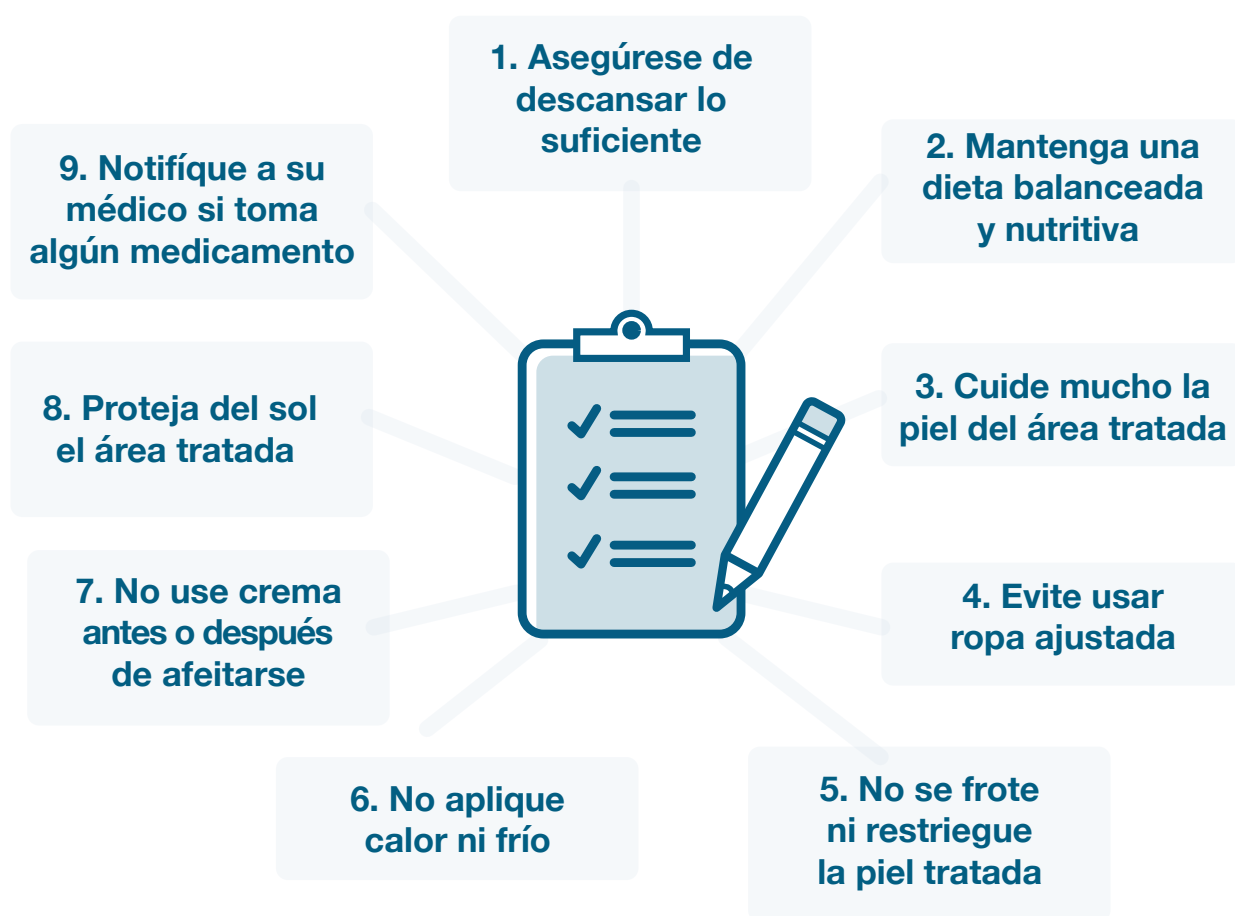 1. Asegúrese de
descansar lo
suficiente
2. Mantenga una
dieta balanceada
y nutritiva
3. Cuide mucho la
piel del área tratada
4. Evite usar
ropa ajustada
5. No se frote
ni restriegue
la piel tratada
6. No aplique
calor ni frío
7. No use crema
antes o después
de afeitarse
8. Proteja del sol
el área tratada
9. Notifíque a su
médico si toma
algún medicamento